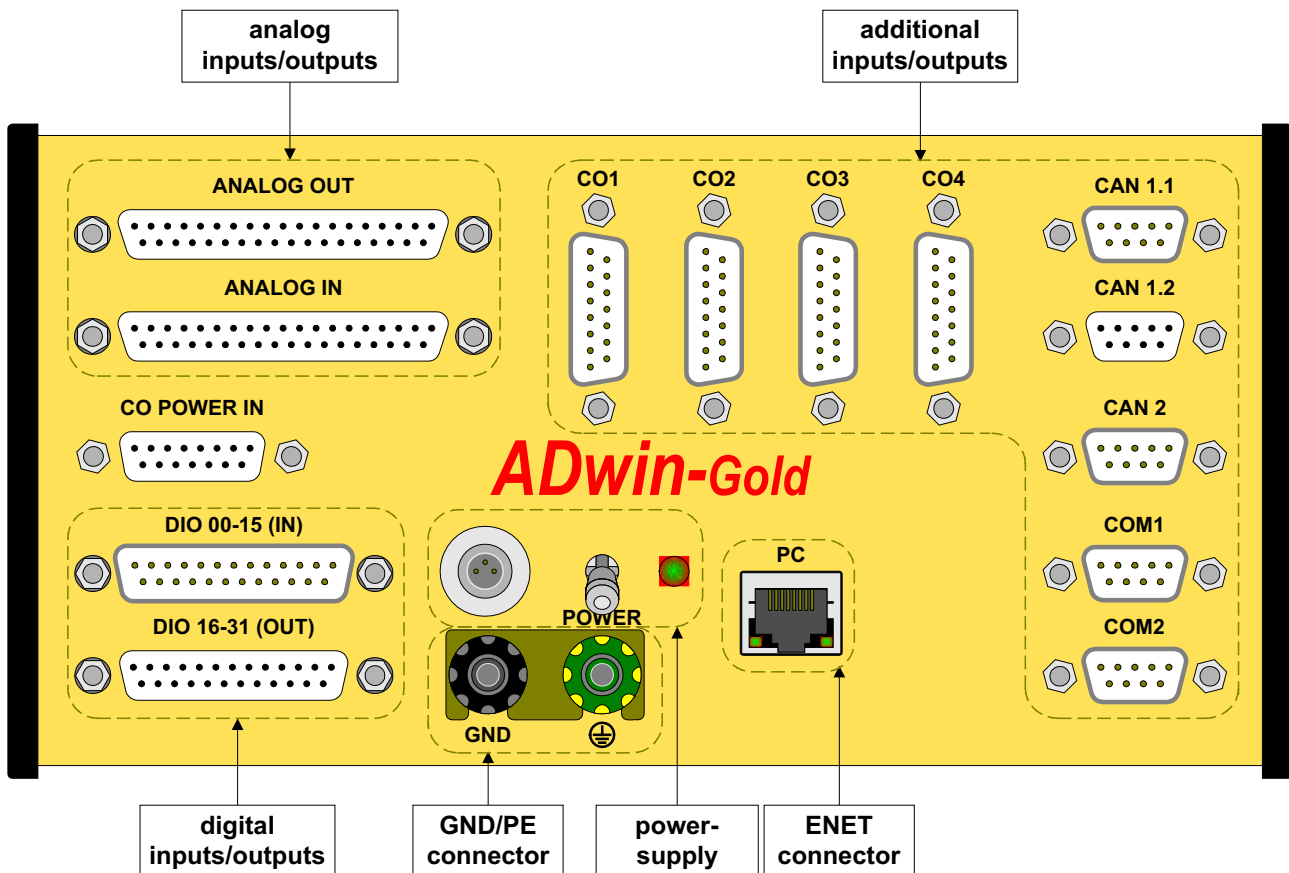 analog
inputs/outputs
additional
inputs/outputs
ANALOG OUT
ANALOG IN
CO1
CO2
CO3
CO4
CAN 1.1
CAN 1.2
CO POWER IN
CAN 2
ADwin-Gold
DIO 00-15 (IN)
PC
COM1
POWER
DIO 16-31 (OUT)
COM2
GND
digital
inputs/outputs
GND/PE
connector
power-
supply
ENET
connector